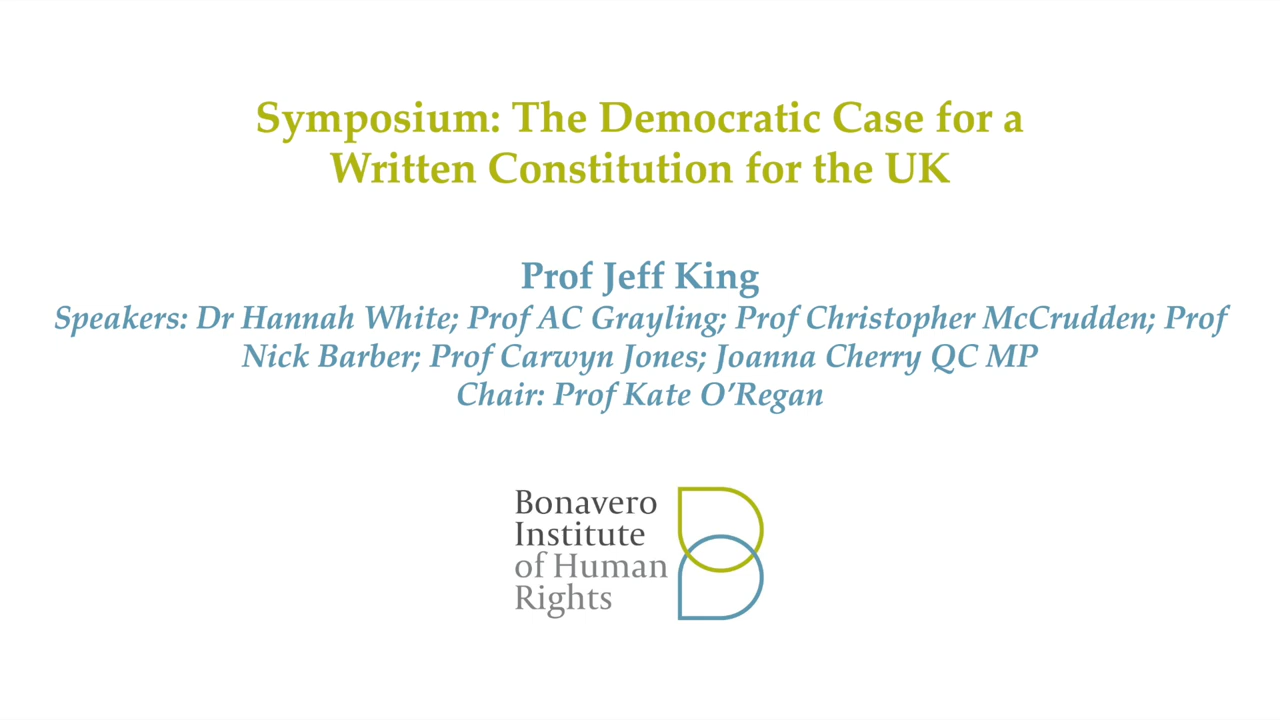 Symposium: The Democratic Case for a
Written Constitution for the UK
Prof Jeff King
Speakers: Dr Hannah White; Prof AC Grayling; Prof Christopher McCrudden; Prof
Nick Barber; Prof Carwyn Jones; Joanna Cherry QC MP
Chair: Prof Kate O’Regan
Bonavero
Institute
of Human
Rights